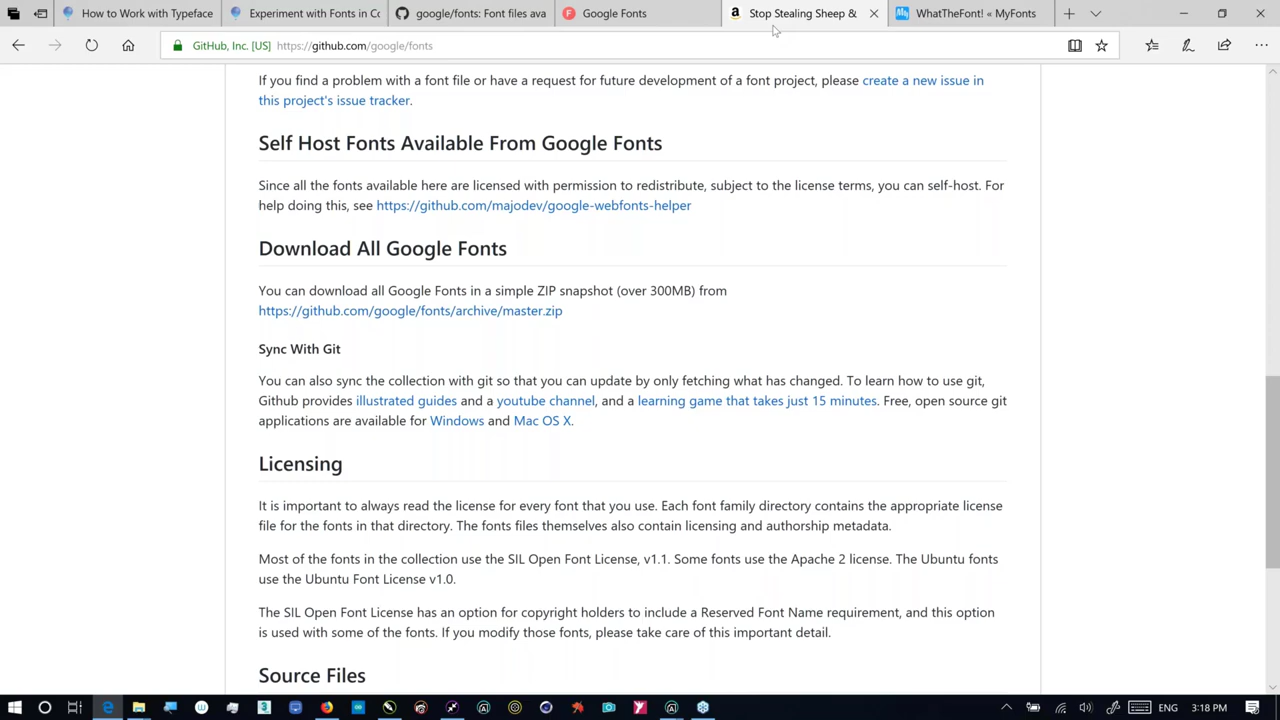 How to Work with Typeface
Experiment with Fonts in Co
google/fonts: Font files ava
Google Fonts
Stop Stealing Sheep &
WhatTheFont! « MyFonts
GitHub, Inc. [US] https://github.com/google/fonts
If you find a problem with a font file or have a request for future development of a font project, please create a new issue in
this project's issue tracker.
Self Host Fonts Available From Google Fonts
Since all the fonts available here are licensed with permission to redistribute, subject to the license terms, you can self-host. For
help doing this, see https://github.com/majodev/google-webfonts-helper
Download All Google Fonts
You can download all Google Fonts in a simple ZIP snapshot (over 300MB) from
https://github.com/google/fonts/archive/master.zip
Sync With Git
You can also sync the collection with git so that you can update by only fetching what has changed. To learn how to use git,
Github provides illustrated guides and a youtube channel, and a learning game that takes just 15 minutes. Free, open source git
applications are available for Windows and Mac OS X.
Licensing
It is important to always read the license for every font that you use. Each font family directory contains the appropriate license
file for the fonts in that directory. The fonts files themselves also contain licensing and authorship metadata.
Most of the fonts in the collection use the SIL Open Font License, v1.1. Some fonts use the Apache 2 license. The Ubuntu fonts
use the Ubuntu Font License v1.0.
The SIL Open Font License has an option for copyright holders to include a Reserved Font Name requirement, and this option
is used with some of the fonts. If you modify those fonts, please take care of this important detail.
Source Files
ENG 3:18 PM